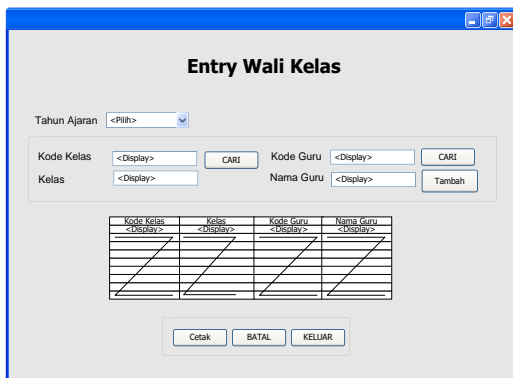 Entry Wali Kelas
Tahun Ajaran <Pilih>
Kode Kelas <Display> CARI Kode Guru <Display> CARI
Kelas <Display> Nama Guru <Display> Tambah
Kode Kelas Kelas Kode Guru Nama Guru
<Display> <Display> <Display> <Display>
Cetak BATAL KELUAR